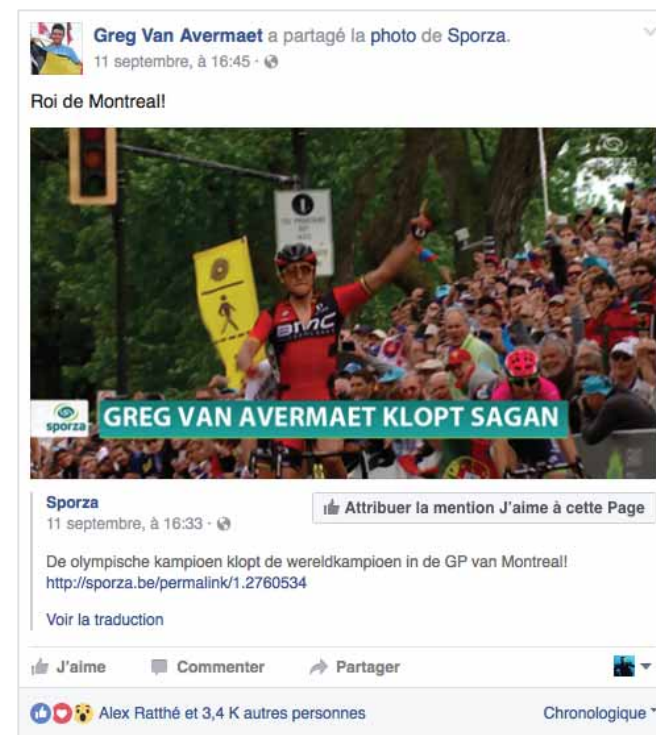 Greg Van Avermaet a partagé la photo de Sporza.
11 septembre, à 16:45 ·
Roi de Montreal!
BMC
sporza
GREG VAN AVERMAET KLOPT SAGAN
Sporza
11 septembre, à 16:33 ·
Attribuer la mention J'aime à cette Page
De olympische kampioen klopt de wereldkampioen in de GP van Montreal!
http://sporza.be/permalink/1.2760534
Voir la traduction
J'aime
Commenter
Partager
Alex Ratthé et 3,4 K autres personnes
Chronologique